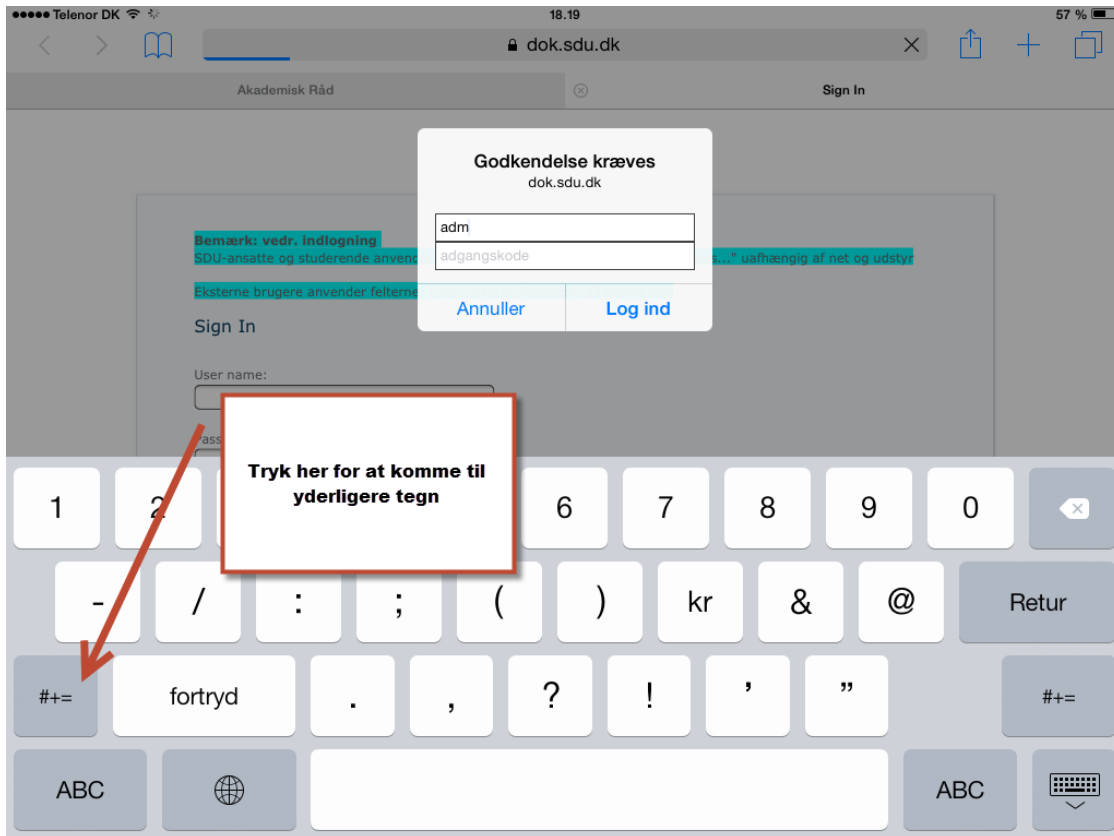 Telenor DK 18.19 57 %
dok.sdu.dk
Akademisk Råd Sign In
Godkendelse kræves
dok.sdu.dk
adm
adgangskode
Annuller Log ind
Bemærk: vedr. indlogning
SDU-ansatte og studerende s..." uafhængig af net og udstyr
Eksterne brugere anvender felterne
Sign In
User name:
Pass
Tryk her for at komme til
yderligere tegn
1 2 6 7 8 9 0
- / : ; ( ) kr & @ Retur
#+= fortryd . , ? ! ’ ” #+=
ABC ABC